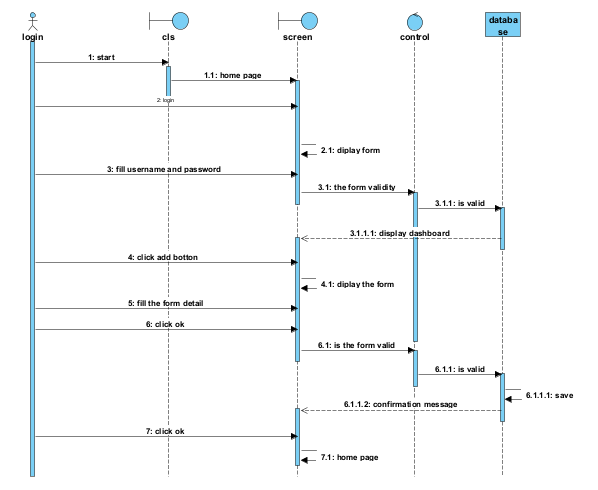 login
cls
screen
control
databa
se
1: start
1.1: home page
2: login
2.1: diplay form
3: fill username and password
3.1: the form validity
3.1.1: is valid
3.1.1.1: display dashboard
4: click add botton
4.1: diplay the form
5: fill the form detail
6: click ok
6.1: is the form valid
6.1.1: is valid
6.1.1.1: save
6.1.1.2: confirmation message
7: click ok
7.1: home page